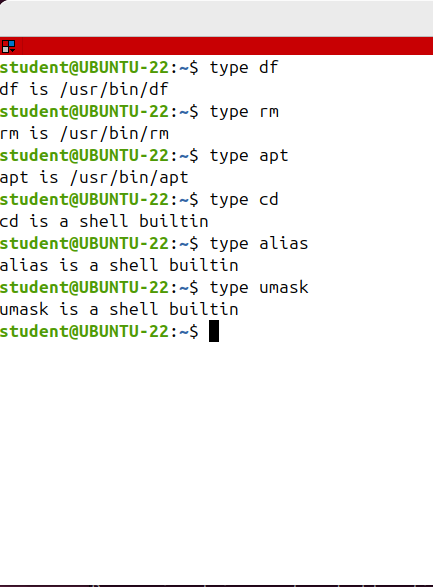 student@UBUNTU-22:~$ type df
df is /usr/bin/df
student@UBUNTU-22:~$ type rm
rm is /usr/bin/rm
student@UBUNTU-22:~$ type apt
apt is /usr/bin/apt
student@UBUNTU-22:~$ type cd
cd is a shell builtin
student@UBUNTU-22:~$ type alias
alias is a shell builtin
student@UBUNTU-22:~$ type umask
umask is a shell builtin
student@UBUNTU-22:~$